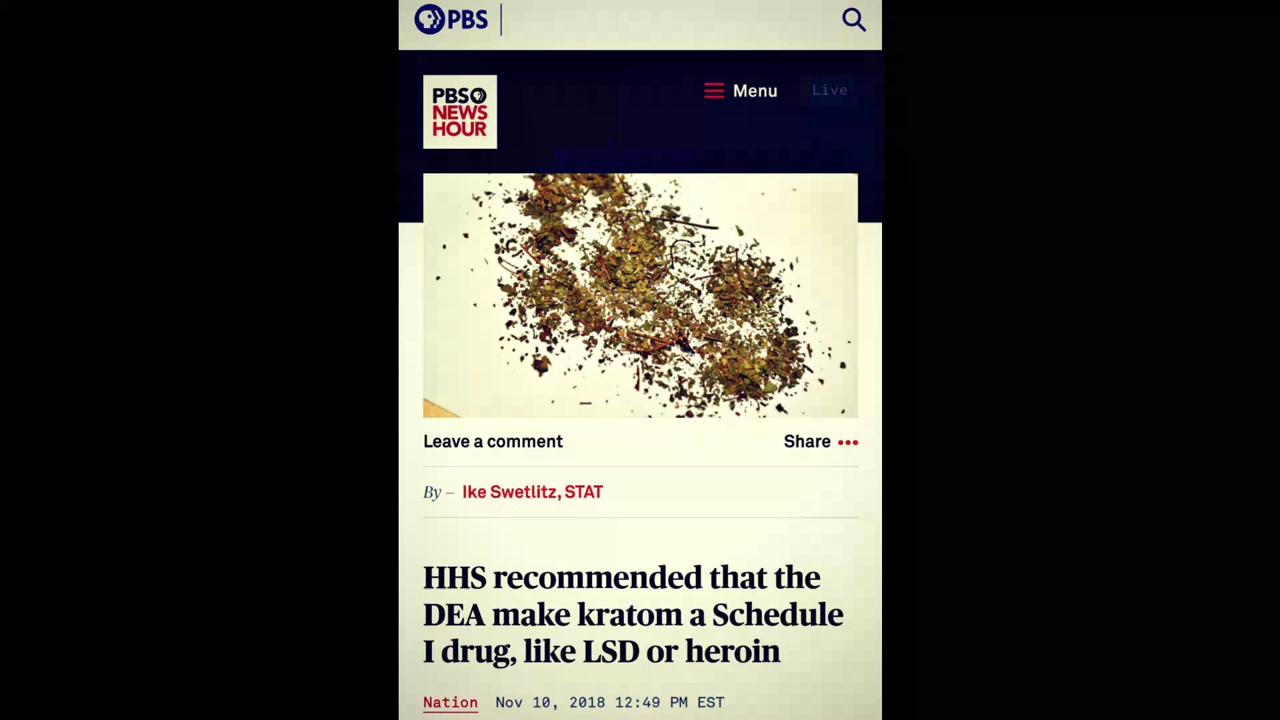 PBS
PBS
NEWS
HOUR
Menu
Live
Leave a comment
Share
By – Ike Swetlitz, STAT
HHS recommended that the
DEA make kratom a Schedule
I drug, like LSD or heroin
Nation Nov 10, 2018 12:49 PM EST